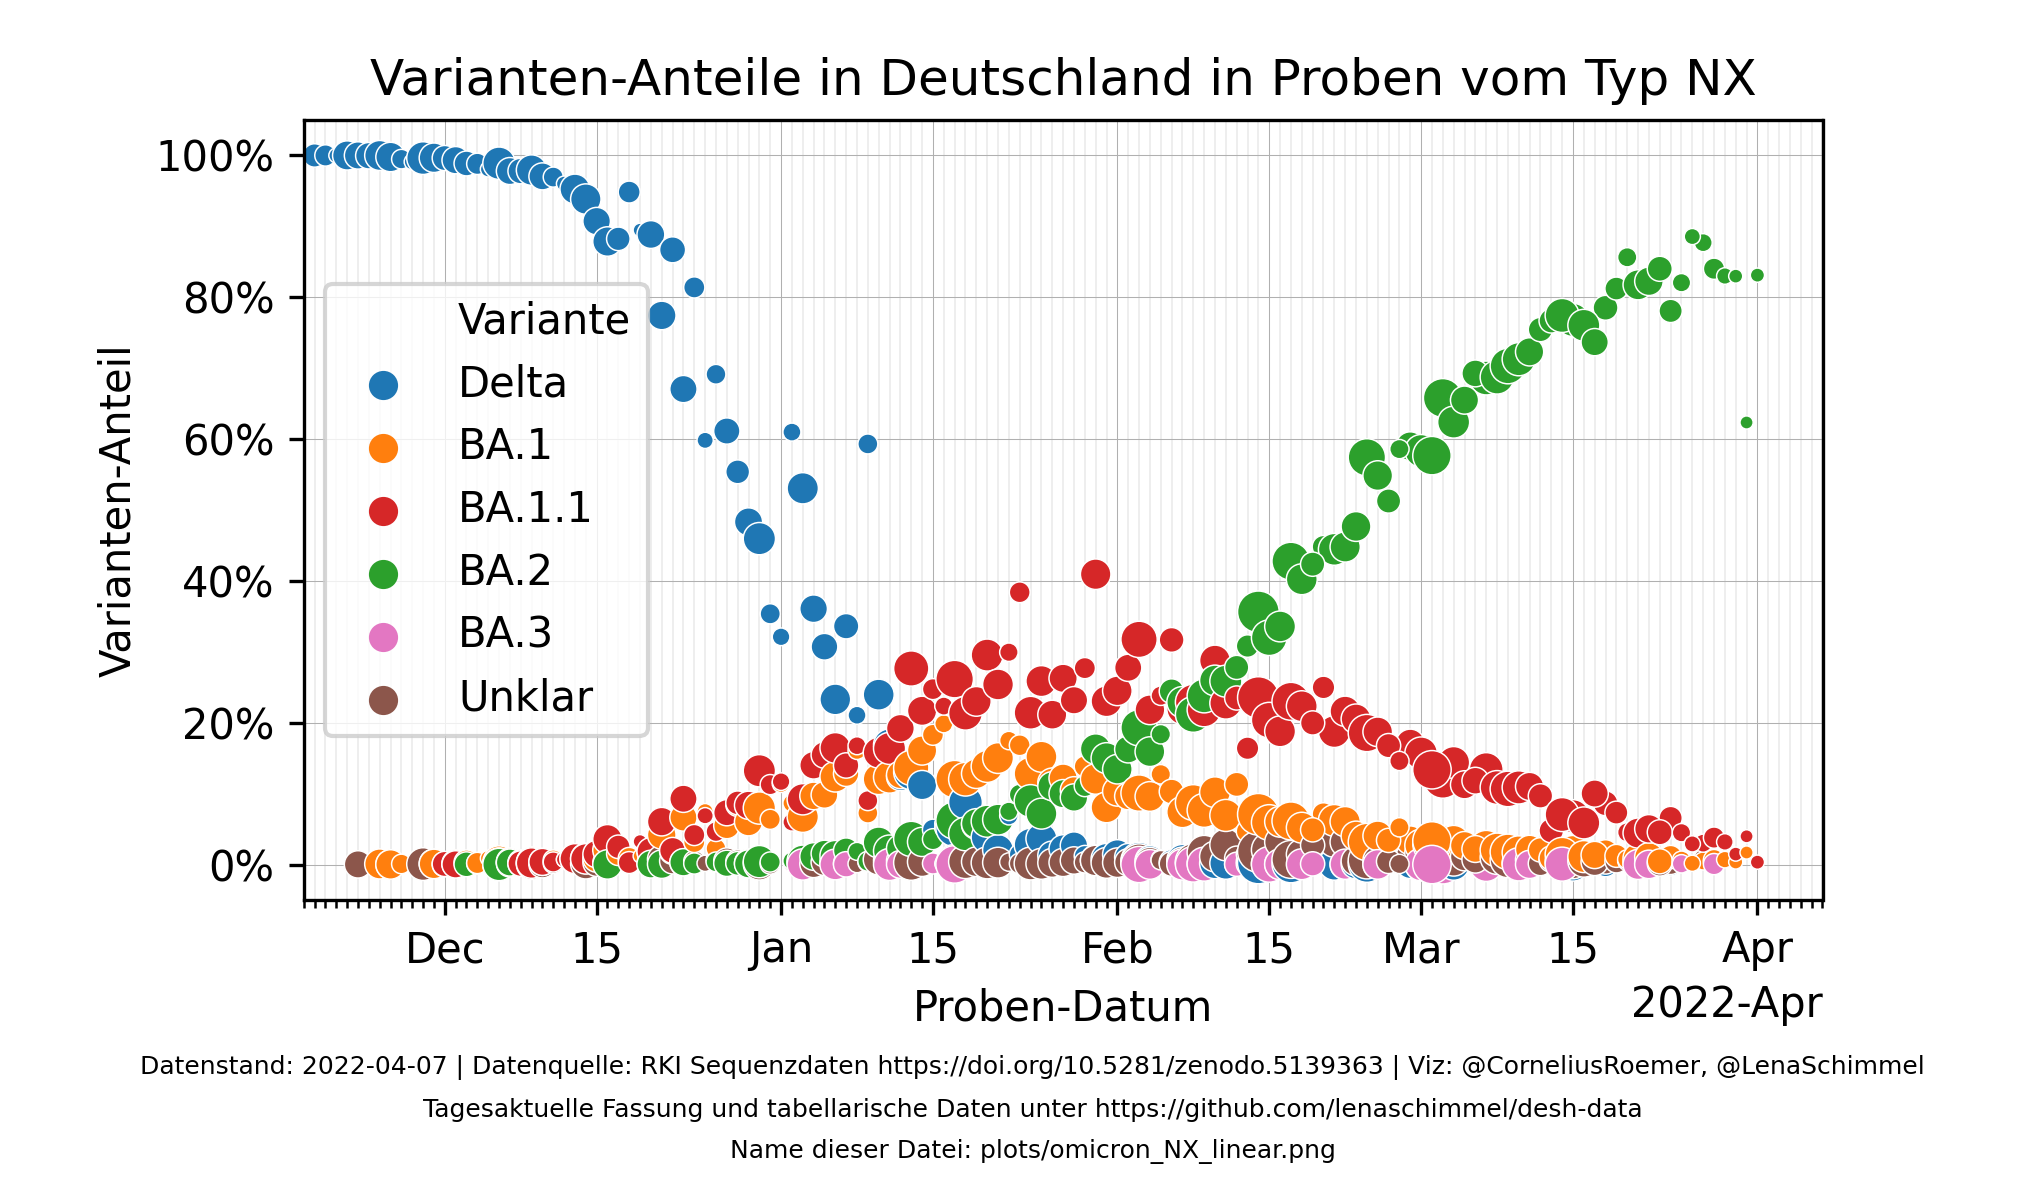 Varianten-Anteile in Deutschland in Proben vom Typ NX
100%
80%
60%
40%
20%
0%
Varianten-Anteil
Variante
Delta
BA.1
BA.1.1
BA.2
BA.3
Unklar
Dec 15 Jan 15 Feb 15 Mar 15 Apr
Proben-Datum
2022-Apr
Datenstand: 2022-04-07 | Datenquelle: RKI Sequenzdaten https://doi.org/10.5281/zenodo.5139363 | Viz: @CorneliusRoemer, @LenaSchimmel
Tagesaktuelle Fassung und tabellarische Daten unter https://github.com/lenaschimmel/desh-data
Name dieser Datei: plots/omicron_NX_linear.png